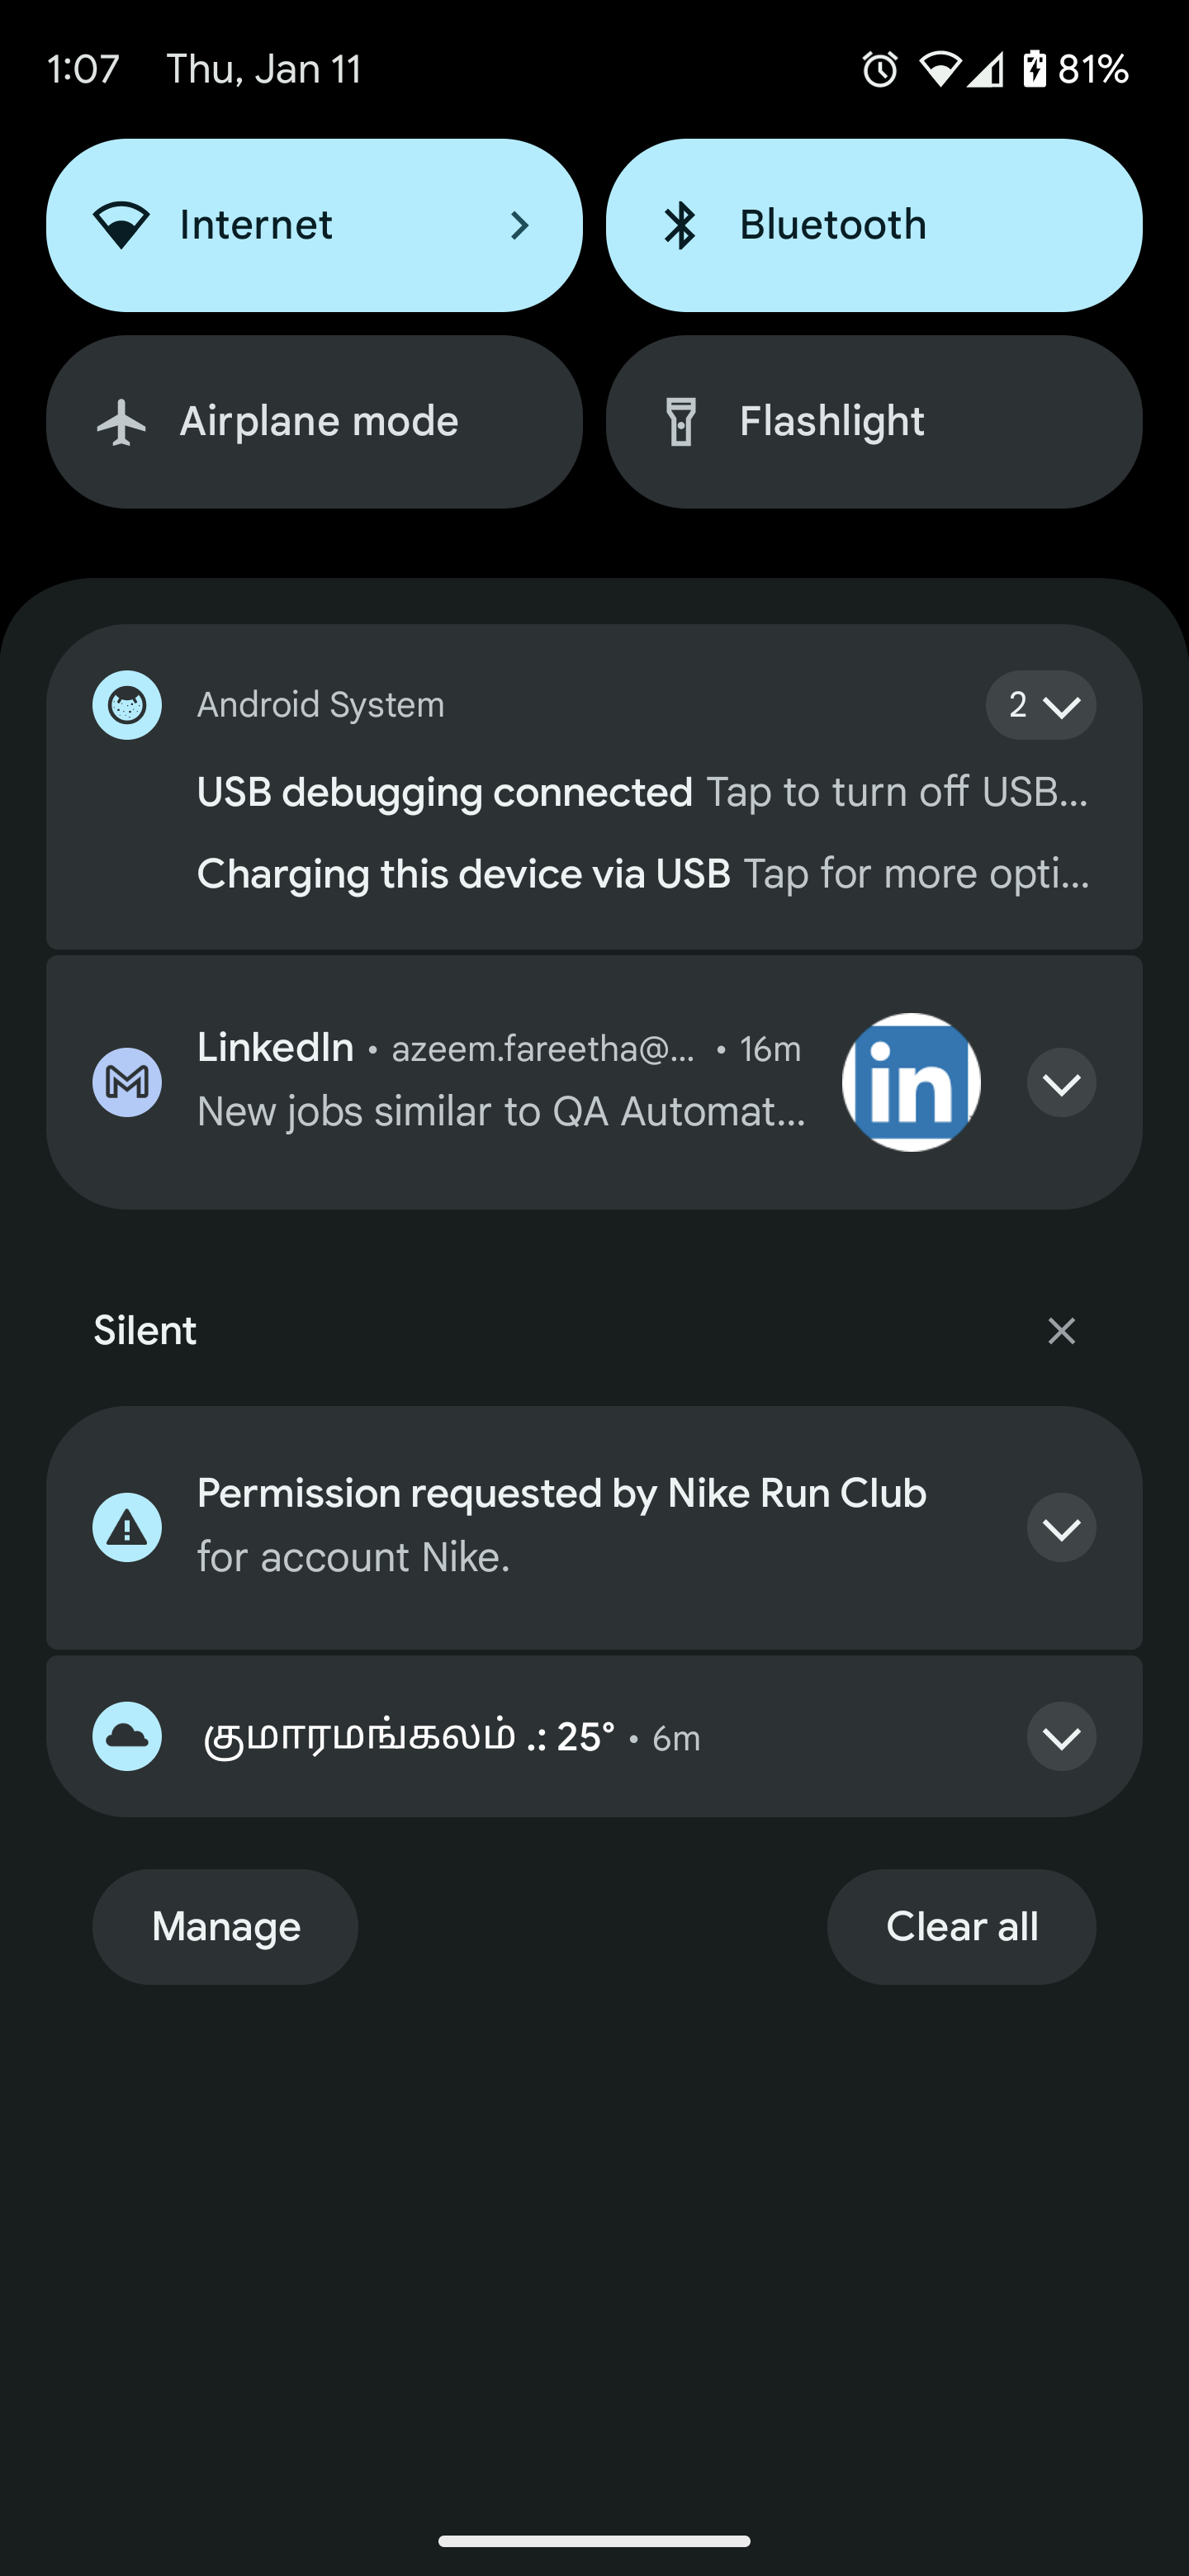 1:07 Thu, Jan 11 81%
Internet
Bluetooth
Airplane mode
Flashlight
Android System 2
USB debugging connected Tap to turn off USB...
Charging this device via USB Tap for more opti...
LinkedIn • azeem.fareetha@... • 16m
New jobs similar to QA Automat...
in
Silent
Permission requested by Nike Run Club
for account Nike.
குமாரமங்கலம் .: 25° • 6m
Manage
Clear all